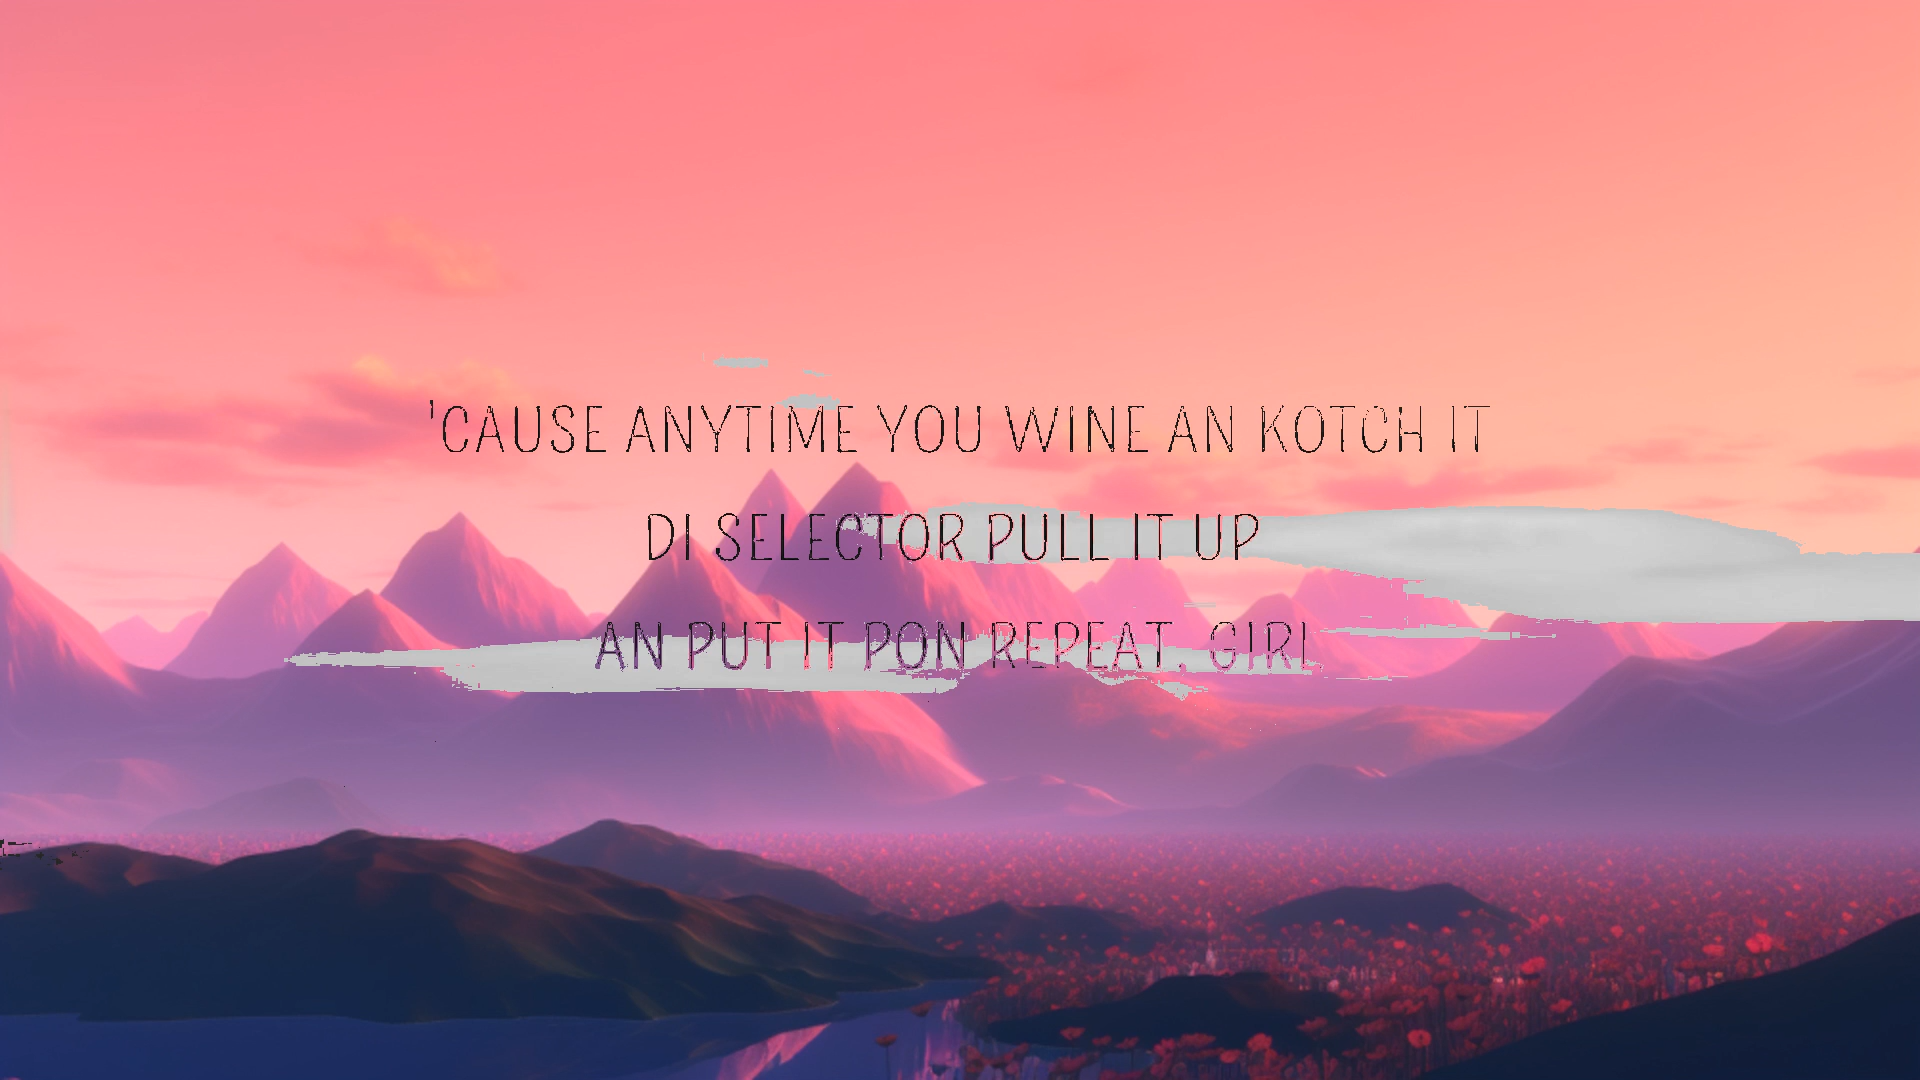 'CAUSE ANYTIME YOU WINE AN KOTCH IT
DI SELECTOR PULL IT UP
AN PUT IT PON REPEAT, GIRL